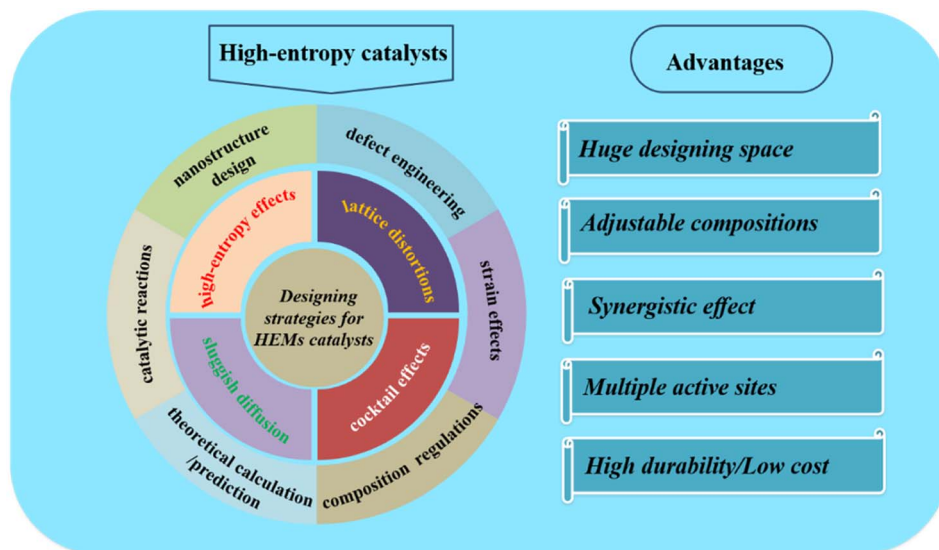 High-entropy catalysts
Advantages
nanostructure
design
defect engineering
strain effects
composition regulations
theoretical calculation
/prediction
catalytic reactions
high-entropy effects
lattice distortions
cocktail effects
sluggish diffusion
Designing
strategies for
HEMs catalysts
Huge designing space
Adjustable compositions
Synergistic effect
Multiple active sites
High durability/Low cost